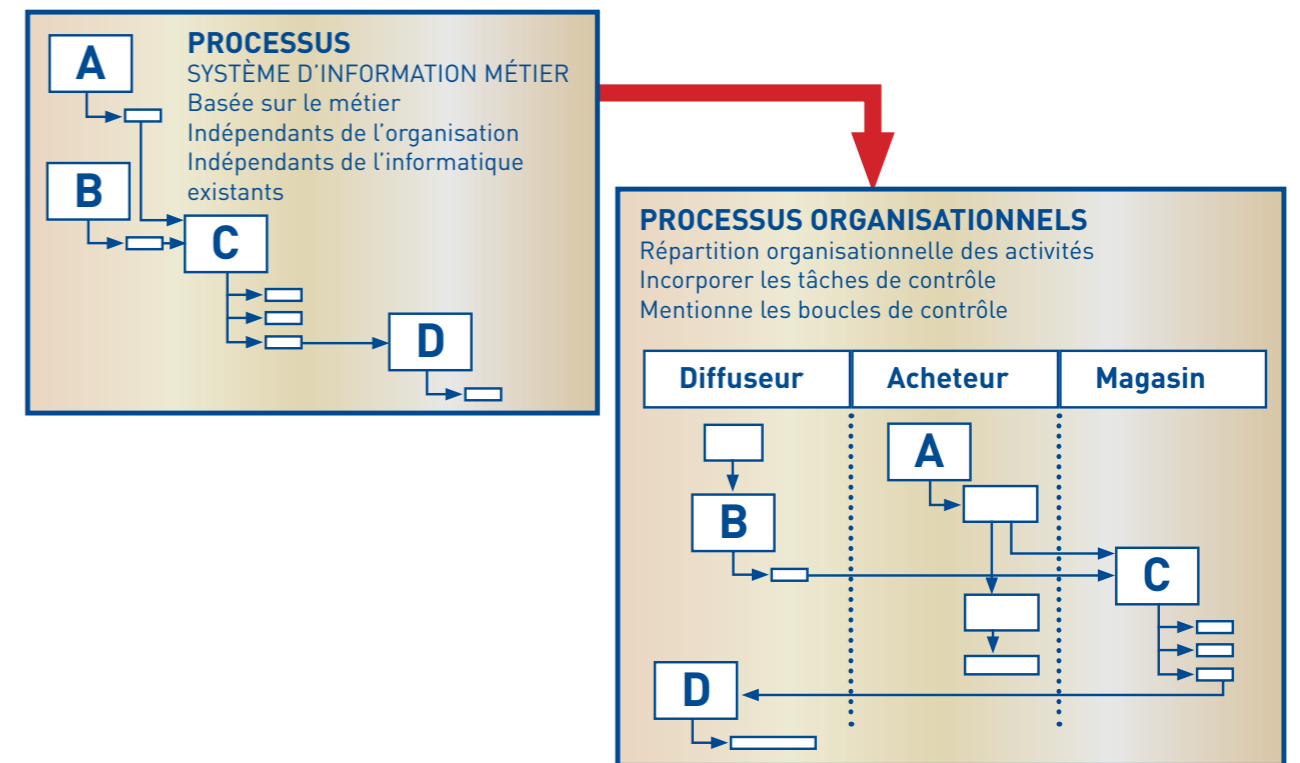 PROCESSUS
SYSTÈME D'INFORMATION MÉTIER
Basée sur le métier
Indépendants de l'organisation
Indépendants de l'informatique
existants
A
B
C
D
PROCESSUS ORGANISATIONNELS
Répartition organisationnelle des activités
Incorporer les tâches de contrôle
Mentionne les boucles de contrôle
Diffuseur
Acheteur
Magasin
A
B
C
D